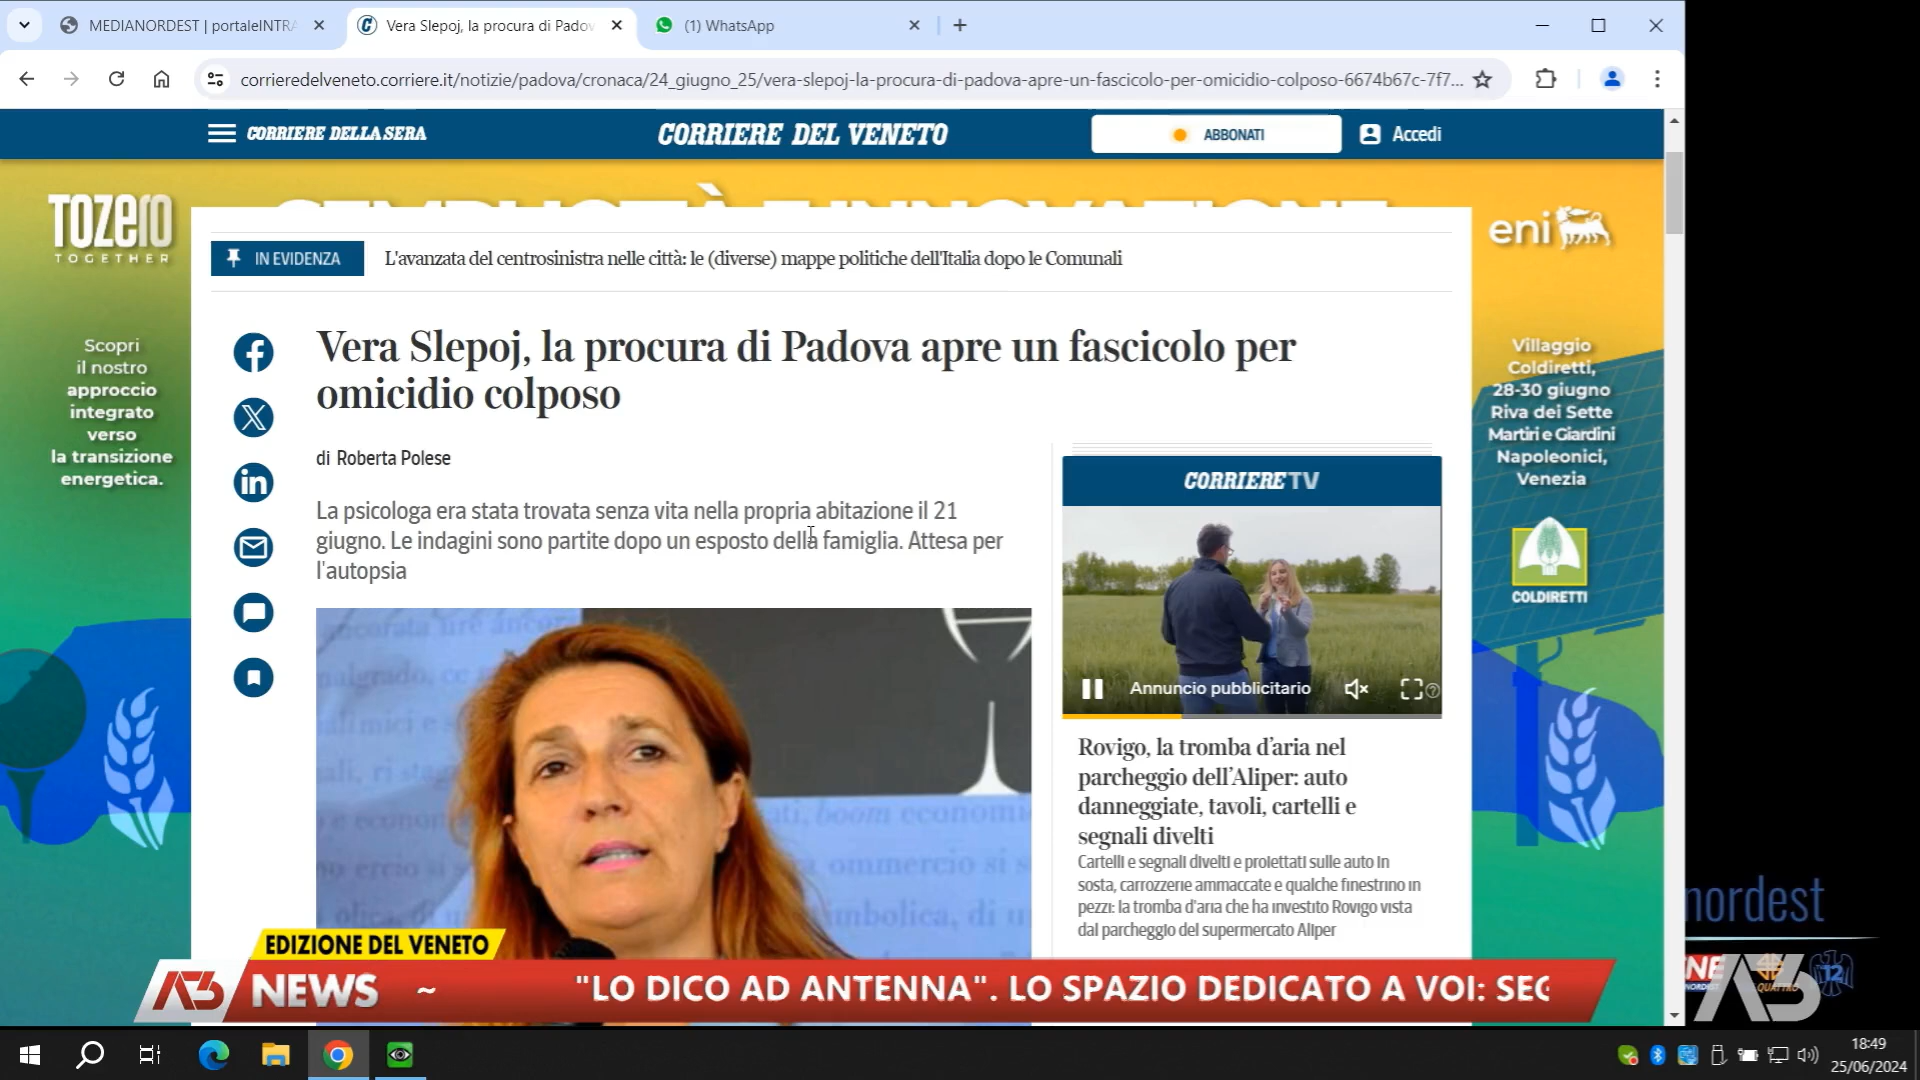 MEDIANORDEST | portaleINTRA
Vera Slepoj, la procura di Padov
(1) WhatsApp
corrieredelveneto.corriere.it/notizie/padova/cronaca/24_giugno_25/vera-slepoj-la-procura-di-padova-apre-un-fascicolo-per-omicidio-colposo-6674b67c-7f7...
CORRIERE DELLA SERA
CORRIERE DEL VENETO
ABBONATI
Accedi
TOZERO
TOGETHER
eni
IN EVIDENZA
L'avanzata del centrosinistra nelle città: le (diverse) mappe politiche dell'Italia dopo le Comunali
Scopri
il nostro
approccio
integrato
verso
la transizione
energetica.
Villaggio
Coldiretti,
28-30 giugno
Riva dei Sette
Martiri e Giardini
Napoleonici,
Venezia
COLDIRETTI
Vera Slepoj, la procura di Padova apre un fascicolo per
omicidio colposo
di Roberta Polese
La psicologa era stata trovata senza vita nella propria abitazione il 21
giugno. Le indagini sono partite dopo un esposto della famiglia. Attesa per
l'autopsia
CORRIERE TV
Annuncio pubblicitario
Rovigo, la tromba d'aria nel
parcheggio dell'Aliper: auto
danneggiate, tavoli, cartelli e
segnali divelti
Cartelli e segnali divelti e proiettati sulle auto in
sosta, carrozzerie ammaccate e qualche finestrino in
pezzi: la tromba d'aria che ha investito Rovigo vista
dal parcheggio del supermercato Aliper
boom economic
ommercio si s
imbolica, di u
nordest
EDIZIONE DEL VENETO
A3 NEWS ~ "LO DICO AD ANTENNA". LO SPAZIO DEDICATO A VOI: SEG
A3
12
18:49
25/06/2024